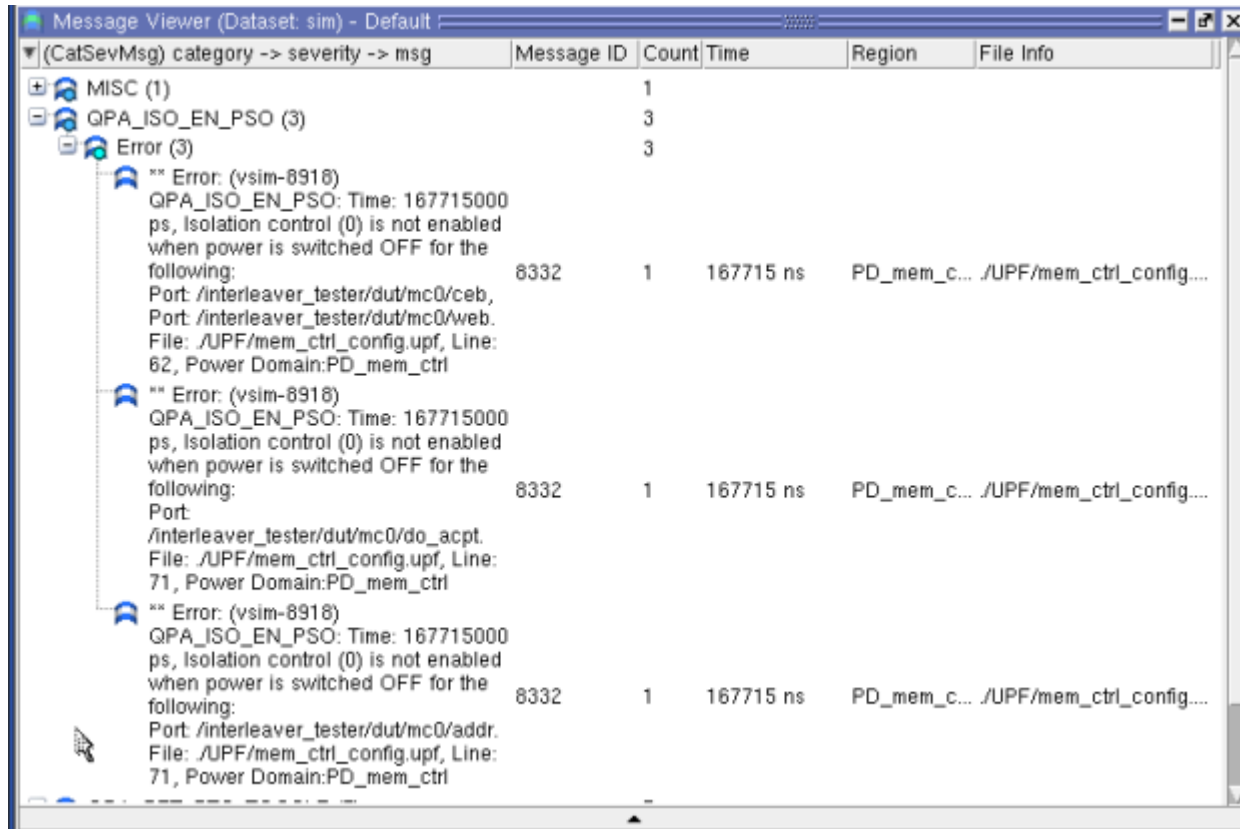 Message Viewer (Dataset: sim) - Default
(CatSevMsg) category -> severity -> msg Message ID Count Time Region File Info
MISC (1) 1
QPA_ISO_EN_PSO (3) 3
Error (3) 3
** Error: (vsim-8918)
QPA_ISO_EN_PSO: Time: 167715000
ps, Isolation control (0) is not enabled
when power is switched OFF for the
following:
8332 1 167715 ns PD_mem_c... ./UPF/mem_ctrl_config....
Port: /interleaver_tester/dut/mc0/ceb,
Port: /interleaver_tester/dut/mc0/web.
File: ./UPF/mem_ctrl_config.upf, Line:
62, Power Domain:PD_mem_ctrl
** Error: (vsim-8918)
QPA_ISO_EN_PSO: Time: 167715000
ps, Isolation control (0) is not enabled
when power is switched OFF for the
following:
8332 1 167715 ns PD_mem_c... ./UPF/mem_ctrl_config....
Port:
/interleaver_tester/dut/mc0/do_acpt.
File: ./UPF/mem_ctrl_config.upf, Line:
71, Power Domain:PD_mem_ctrl
** Error: (vsim-8918)
QPA_ISO_EN_PSO: Time: 167715000
ps, Isolation control (0) is not enabled
when power is switched OFF for the
8332 1 167715 ns PD_mem_c... ./UPF/mem_ctrl_config....
following:
Port: /interleaver_tester/dut/mc0/addr.
File: ./UPF/mem_ctrl_config.upf, Line:
71, Power Domain:PD_mem_ctrl